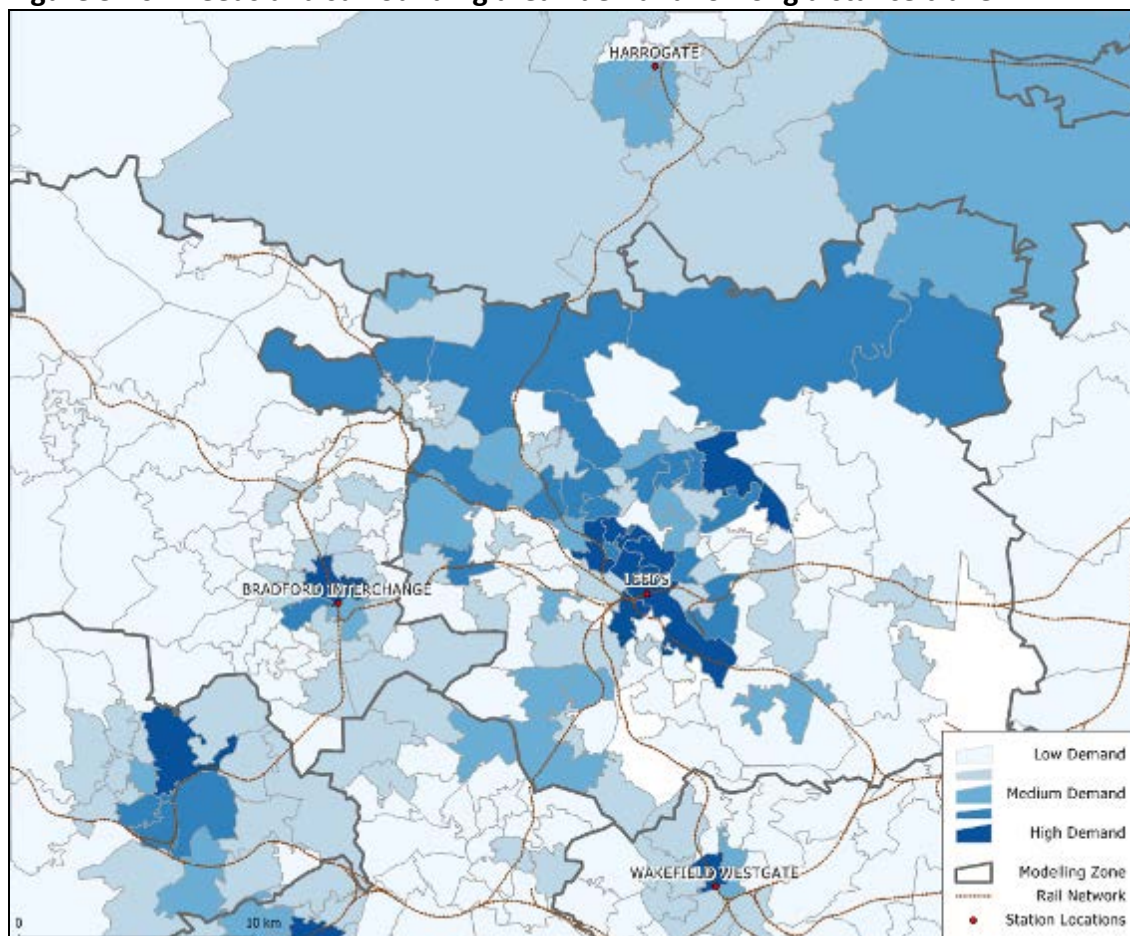 HARROGATE
BRADFORD INTERCHANGE
LEEDS
WAKEFIELD WESTGATE
Low Demand
Medium Demand
High Demand
Modelling Zone
Rail Network
Station Locations
0 10 km